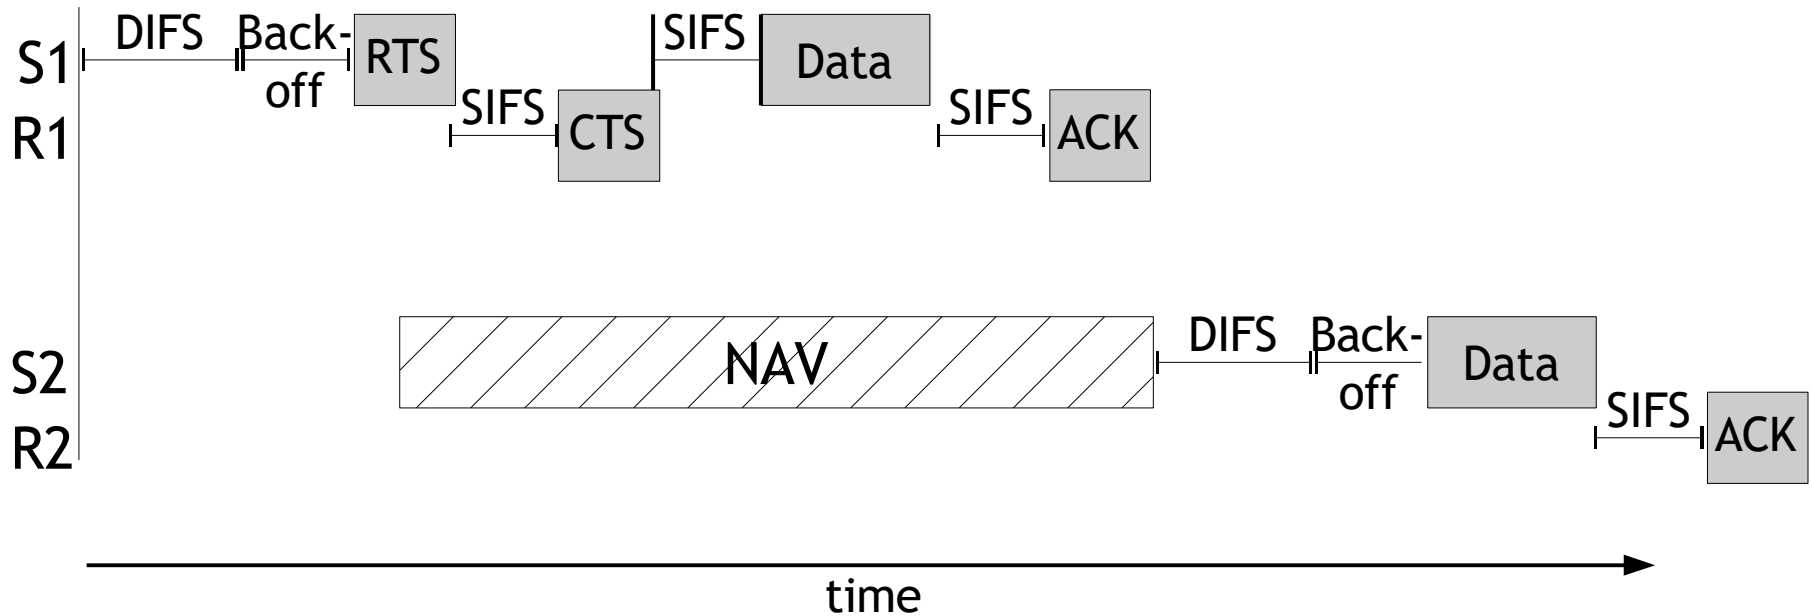 S1
DIFS
Back-
off
RTS
SIFS
Data
R1
SIFS
CTS
SIFS
ACK
S2
NAV
DIFS
Back-
off
Data
R2
SIFS
ACK
time